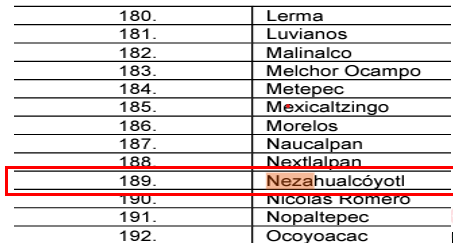 180. Lerma
181. Luvianos
182. Malinalco
183. Melchor Ocampo
184. Metepec
185. Mexicaltzingo
186. Morelos
187. Naucalpan
188. Nextlalpan
189. Nezahualcóyotl
190. Nicolás Romero
191. Nopaltepec
192. Ocoyoacac